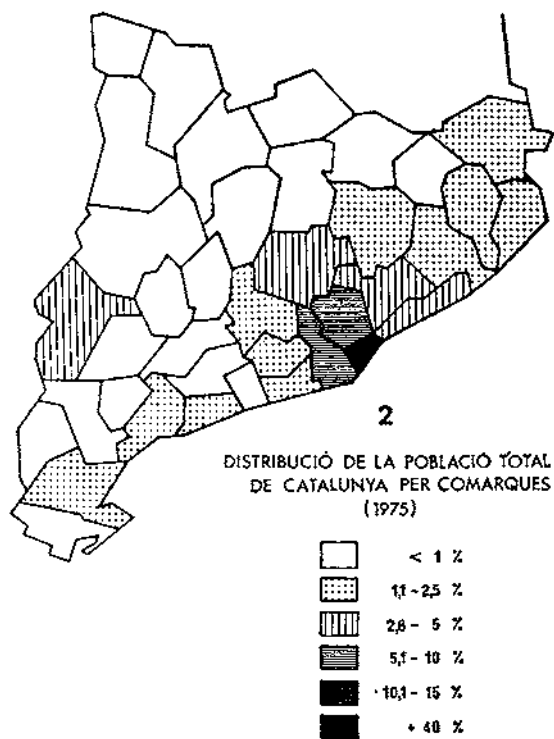 2
DISTRIBUCIÓ DE LA POBLACIÓ TOTAL
DE CATALUNYA PER COMARQUES
(1975)
< 1 %
1,1 - 2,5 %
2,6 - 5 %
5,1 - 10 %
10,1 - 15 %
+ 40 %